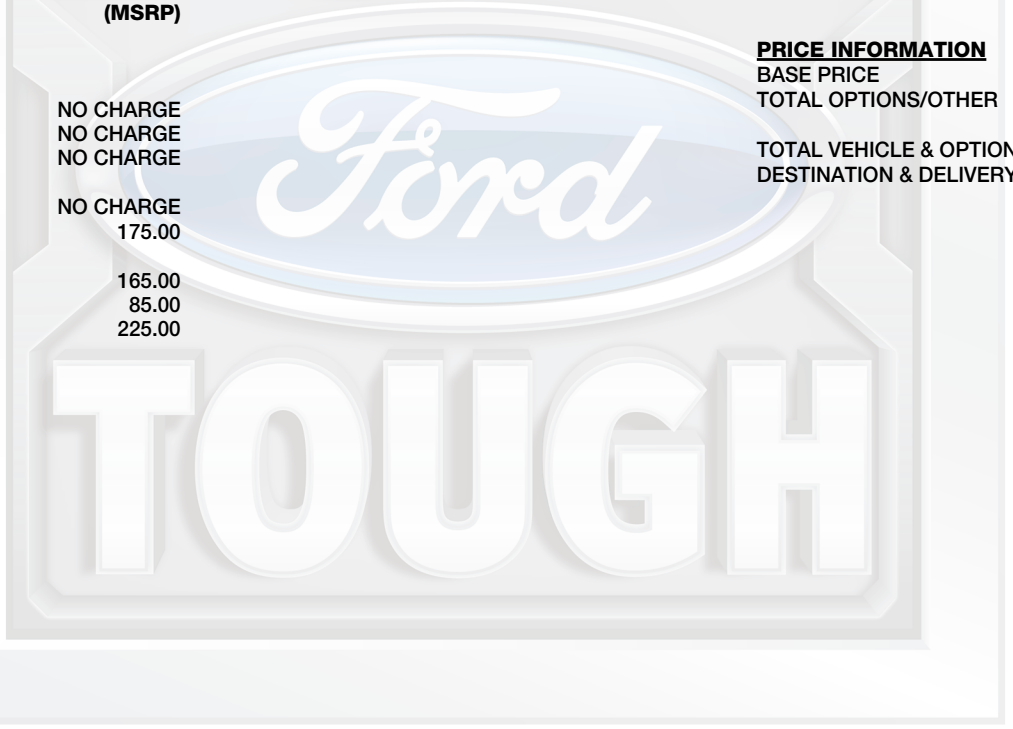 (MSRP)
NO CHARGE
NO CHARGE
NO CHARGE
NO CHARGE
175.00
165.00
85.00
225.00
PRICE INFORMATION
BASE PRICE
TOTAL OPTIONS/OTHER
TOTAL VEHICLE & OPTION
DESTINATION & DELIVERY
Ford
TOUGH